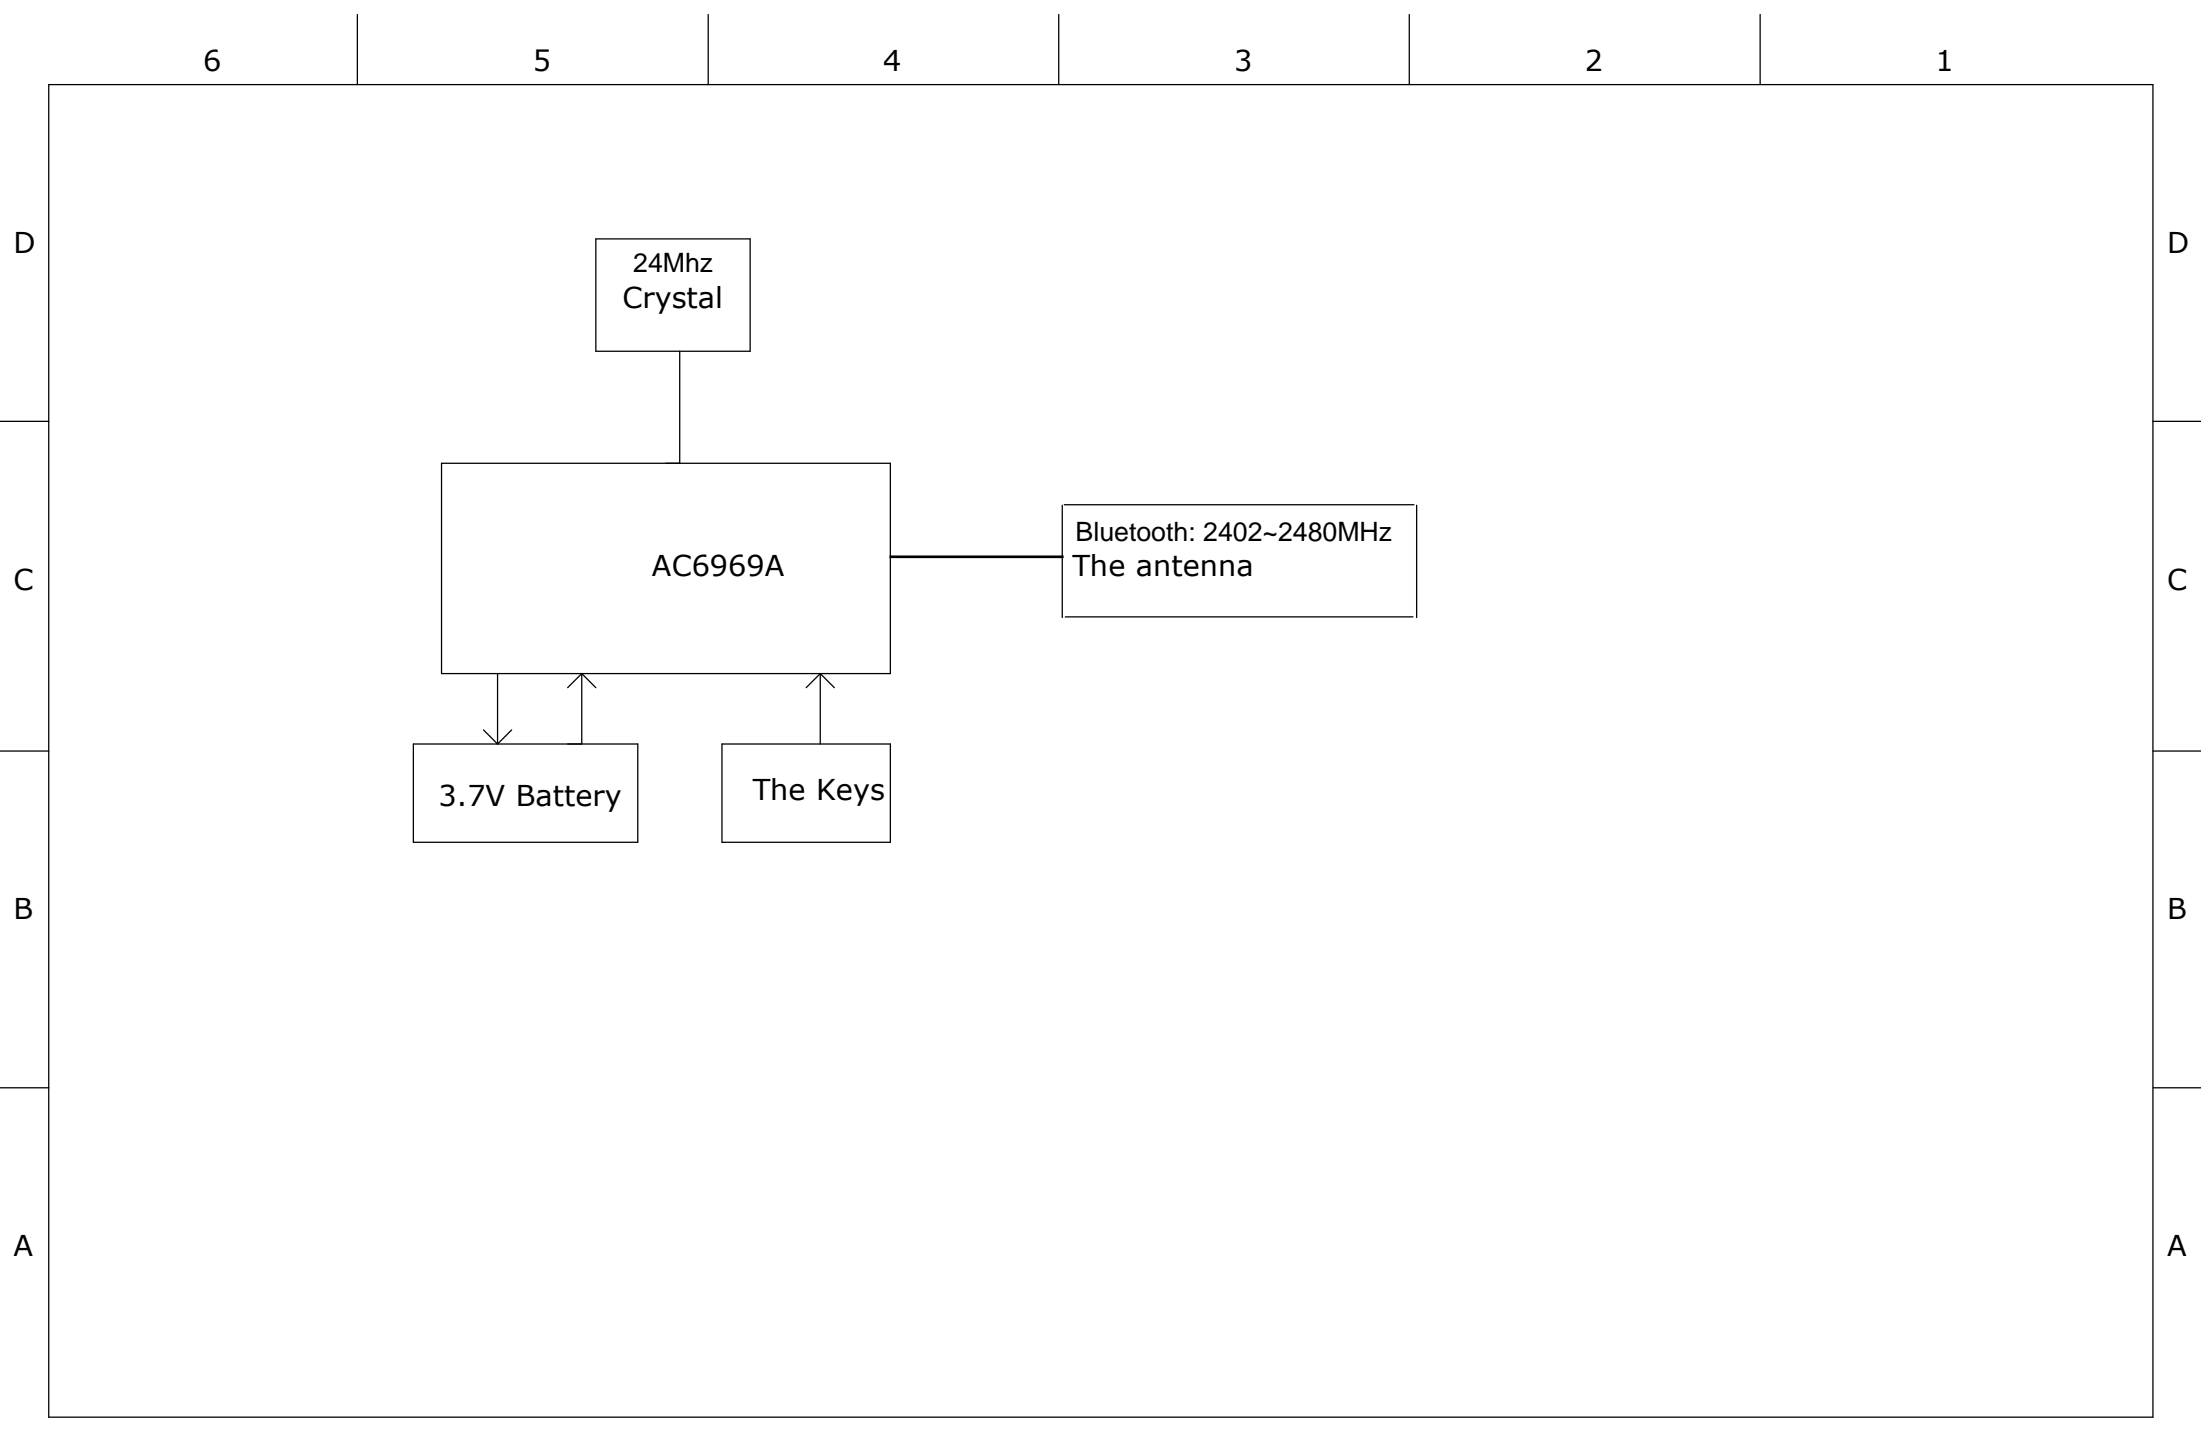 6 5 4 3 2 1
D D
24Mhz
Crystal
Bluetooth: 2402~2480MHz
AC6969A The antenna
C C
3.7V Battery The Keys
B B
A A